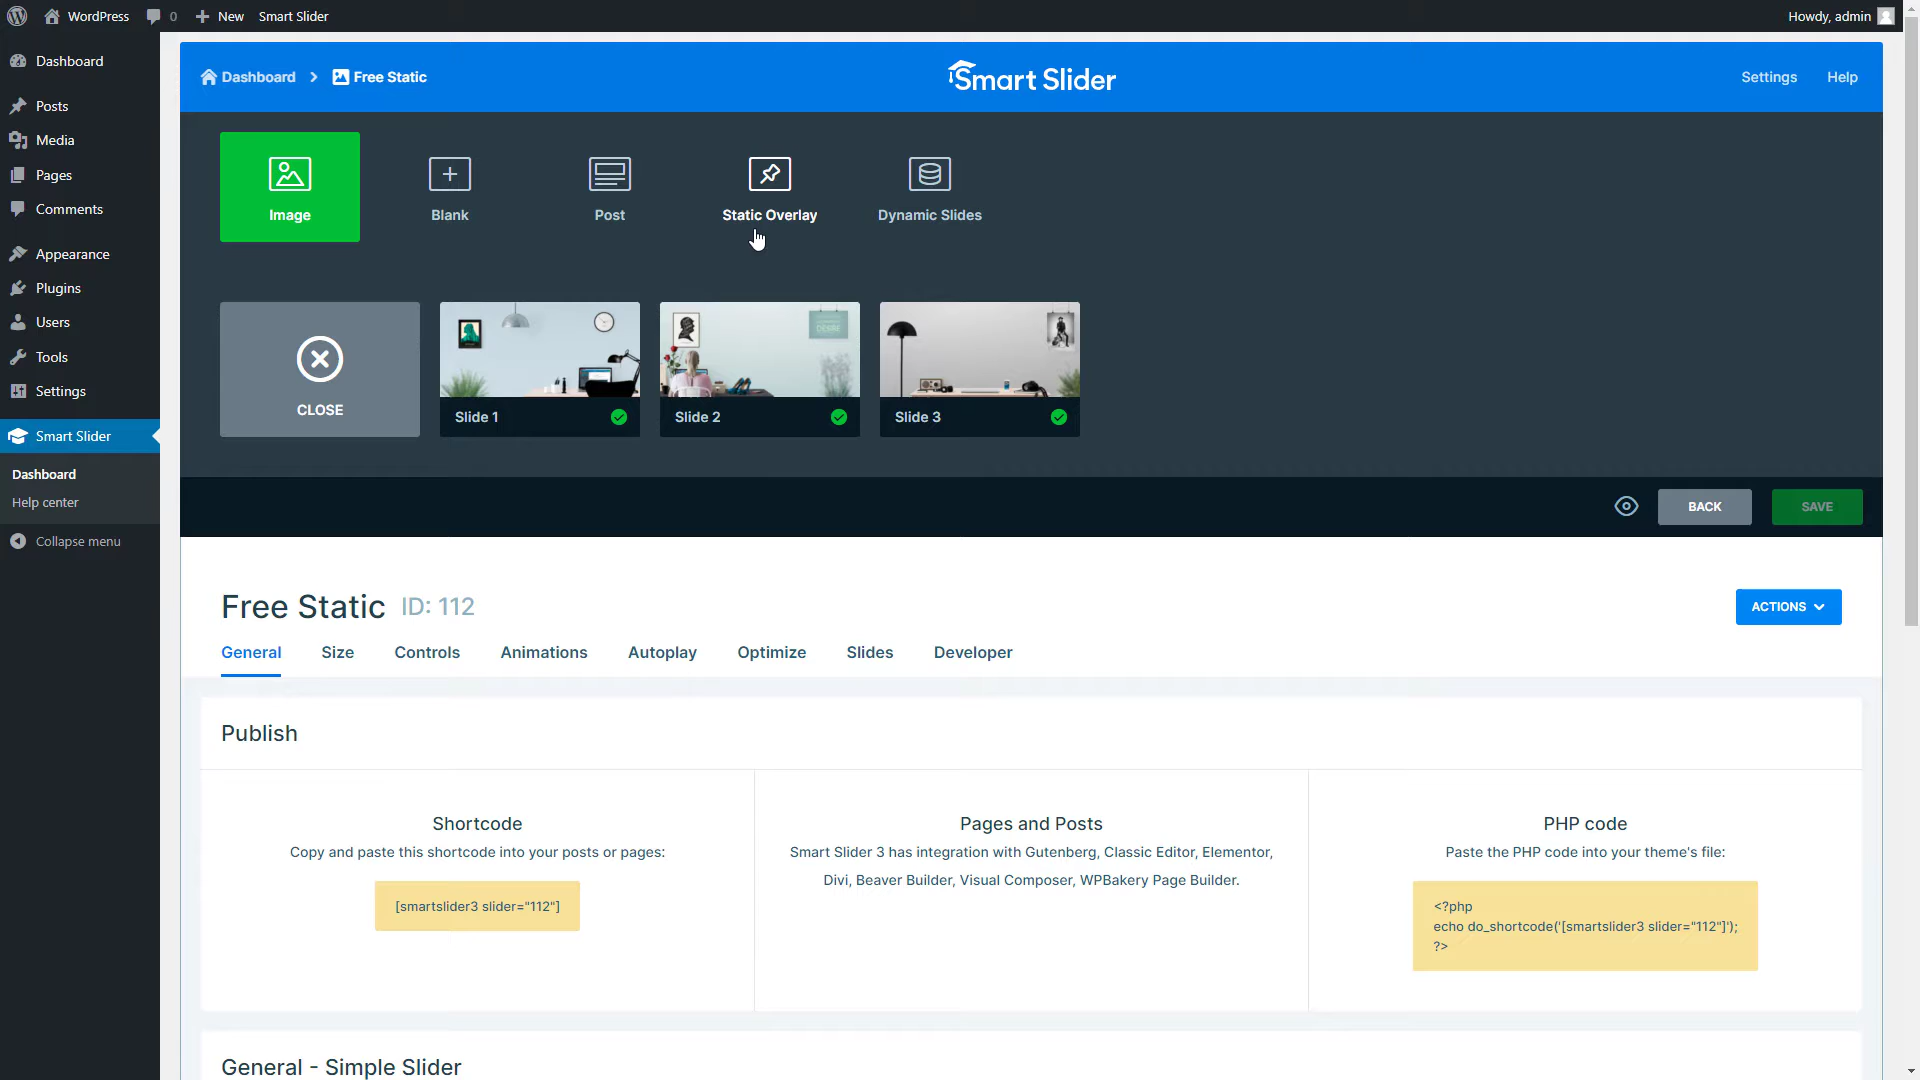 WordPress
0
New
Smart Slider
Howdy, admin
Dashboard
Posts
Media
Pages
Comments
Appearance
Plugins
Users
Tools
Settings
Smart Slider
Dashboard
Help center
Collapse menu
Dashboard
Free Static
Smart Slider
Settings
Help
Image
Blank
Post
Static Overlay
Dynamic Slides
CLOSE
Slide 1
Slide 2
Slide 3
BACK
SAVE
Free Static ID: 112
ACTIONS
General
Size
Controls
Animations
Autoplay
Optimize
Slides
Developer
Publish
Shortcode
Copy and paste this shortcode into your posts or pages:
[smartslider3 slider="112"]
Pages and Posts
Smart Slider 3 has integration with Gutenberg, Classic Editor, Elementor,
Divi, Beaver Builder, Visual Composer, WPBakery Page Builder.
PHP code
Paste the PHP code into your theme's file:
<?php
echo do_shortcode('[smartslider3 slider="112"]');
?>
General - Simple Slider